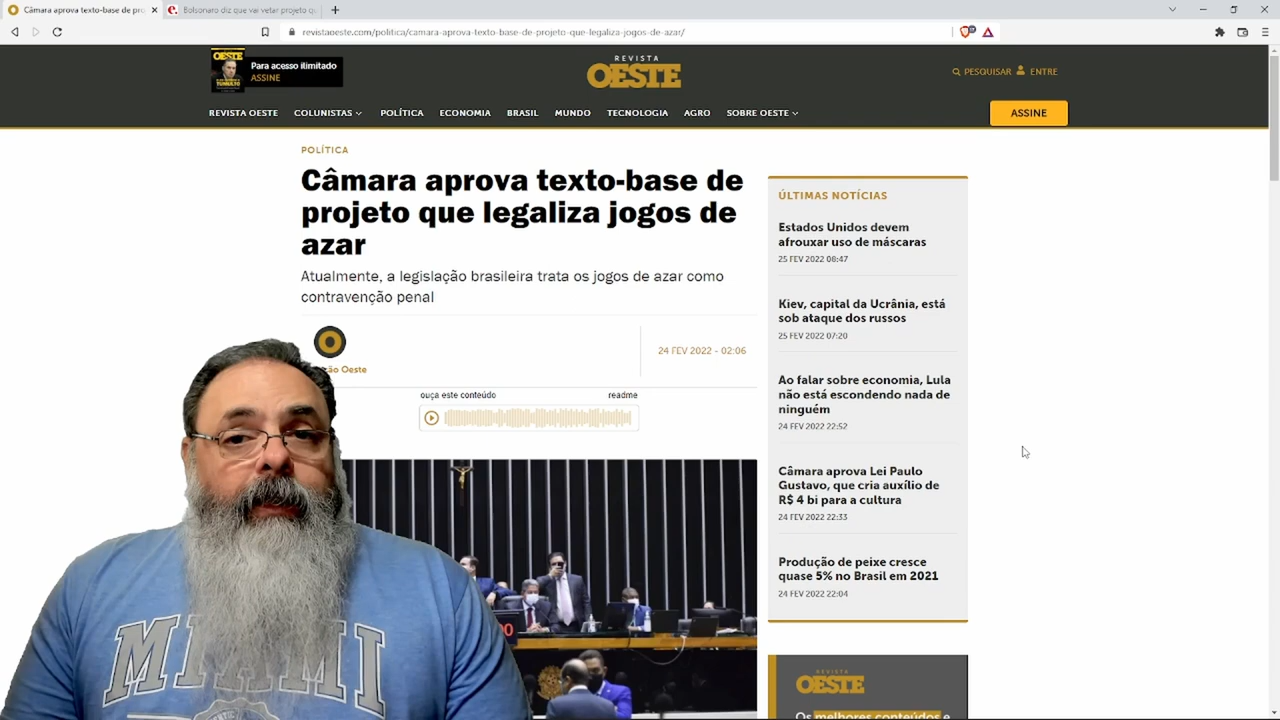 Câmara aprova texto-base de pro
Bolsonaro diz que vai vetar projeto q
revistaoeste.com/politica/camara-aprova-texto-base-de-projeto-que-legaliza-jogos-de-azar/
OESTE
Para acesso ilimitado
ASSINE
REVISTA
OESTE
PESQUISAR
ENTRE
REVISTA OESTE
COLUNISTAS
POLÍTICA
ECONOMIA
BRASIL
MUNDO
TECNOLOGIA
AGRO
SOBRE OESTE
ASSINE
POLÍTICA
Câmara aprova texto-base de
projeto que legaliza jogos de
azar
Atualmente, a legislação brasileira trata os jogos de azar como
contravenção penal
ão Oeste
24 FEV 2022 - 02:06
ouça este conteúdo
readme
ÚLTIMAS NOTÍCIAS
Estados Unidos devem
afrouxar uso de máscaras
25 FEV 2022 08:47
Kiev, capital da Ucrânia, está
sob ataque dos russos
25 FEV 2022 07:20
Ao falar sobre economia, Lula
não está escondendo nada de
ninguém
24 FEV 2022 22:52
Câmara aprova Lei Paulo
Gustavo, que cria auxílio de
R$ 4 bi para a cultura
24 FEV 2022 22:33
Produção de peixe cresce
quase 5% no Brasil em 2021
24 FEV 2022 22:04
REVISTA
OESTE
Os melhores conteúdos e
MIAMI